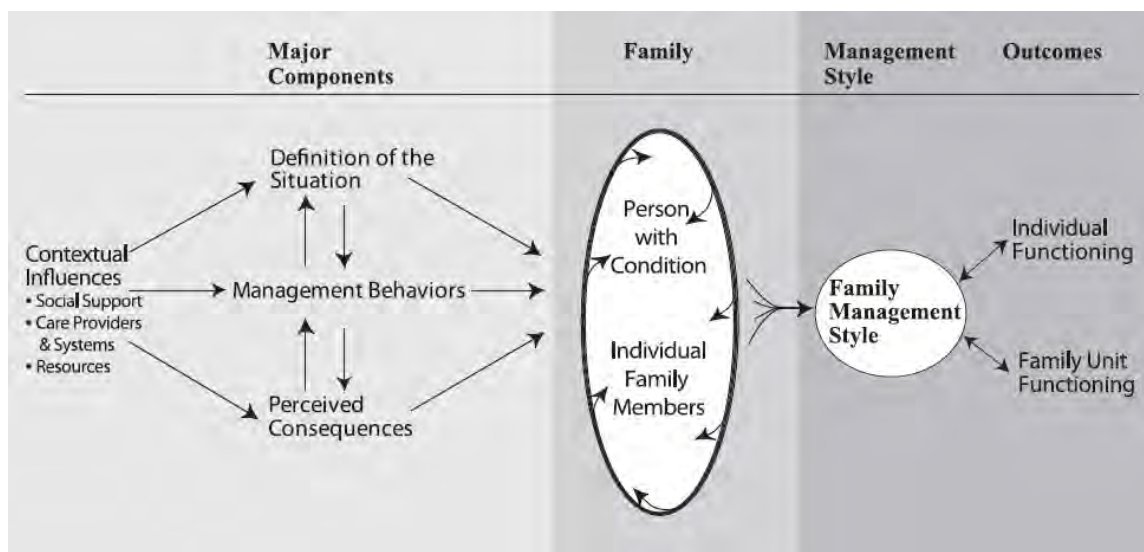 Major
Components
Family
Management
Style
Outcomes
Definition of the
Situation
Contextual
Influences
• Social Support
• Care Providers
& Systems
• Resources
Management Behaviors
Perceived
Consequences
Person
with
Condition
Individual
Family
Members
Family
Management
Style
Individual
Functioning
Family Unit
Functioning